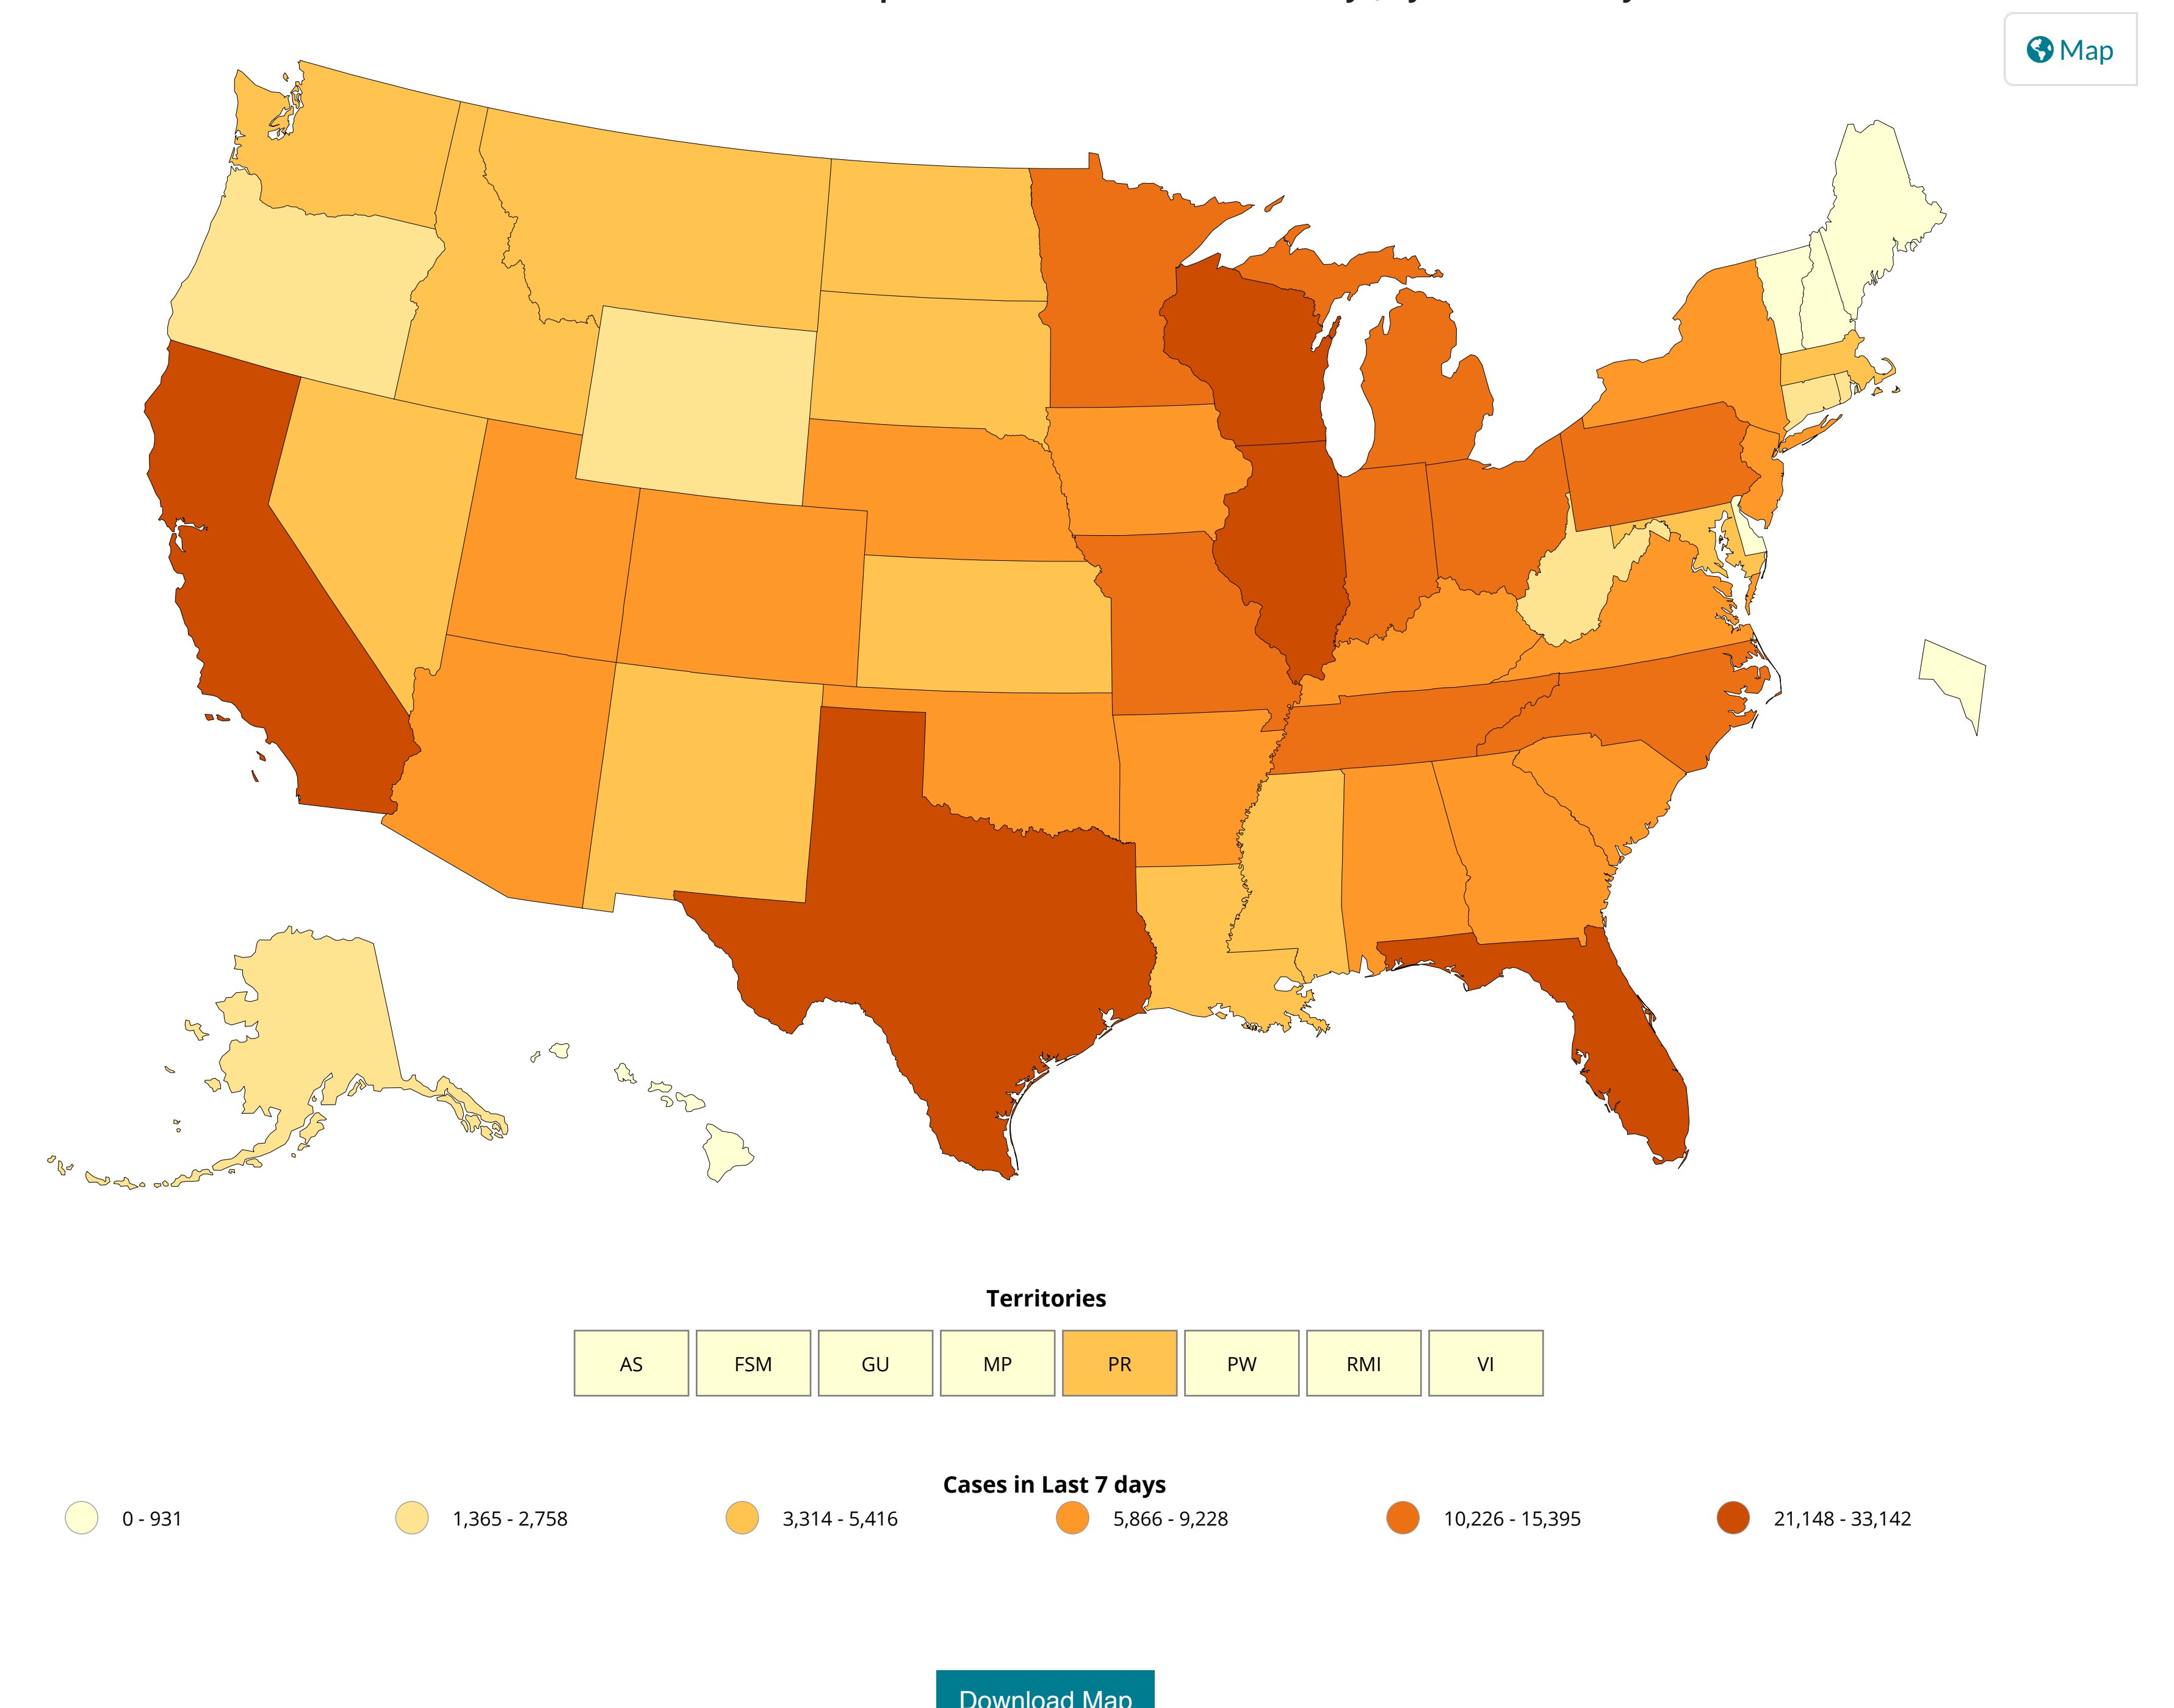 Map
Territories
AS FSM GU MP PR PW RMI VI
Cases in Last 7 days
0 - 931 1,365 - 2,758 3,314 - 5,416 5,866 - 9,228 10,226 - 15,395 21,148 - 33,142
Download Map